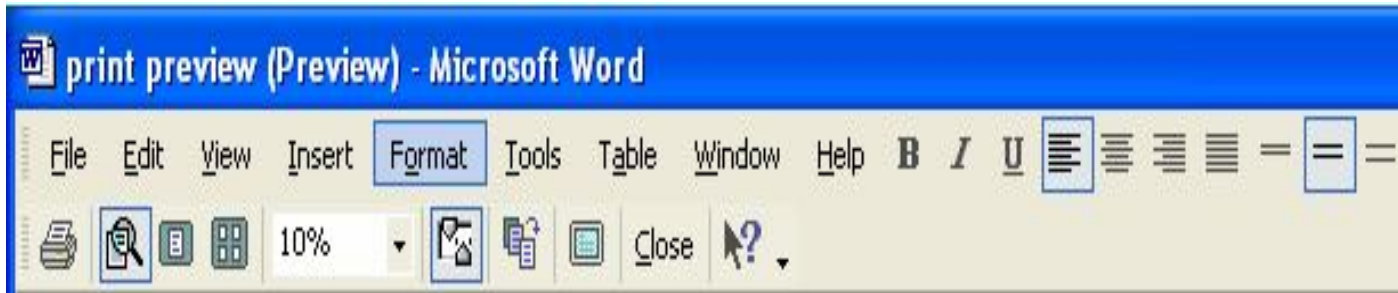 print preview (Preview) - Microsoft Word
File Edit View Insert Format Tools Table Window Help B I U
10% Close ?